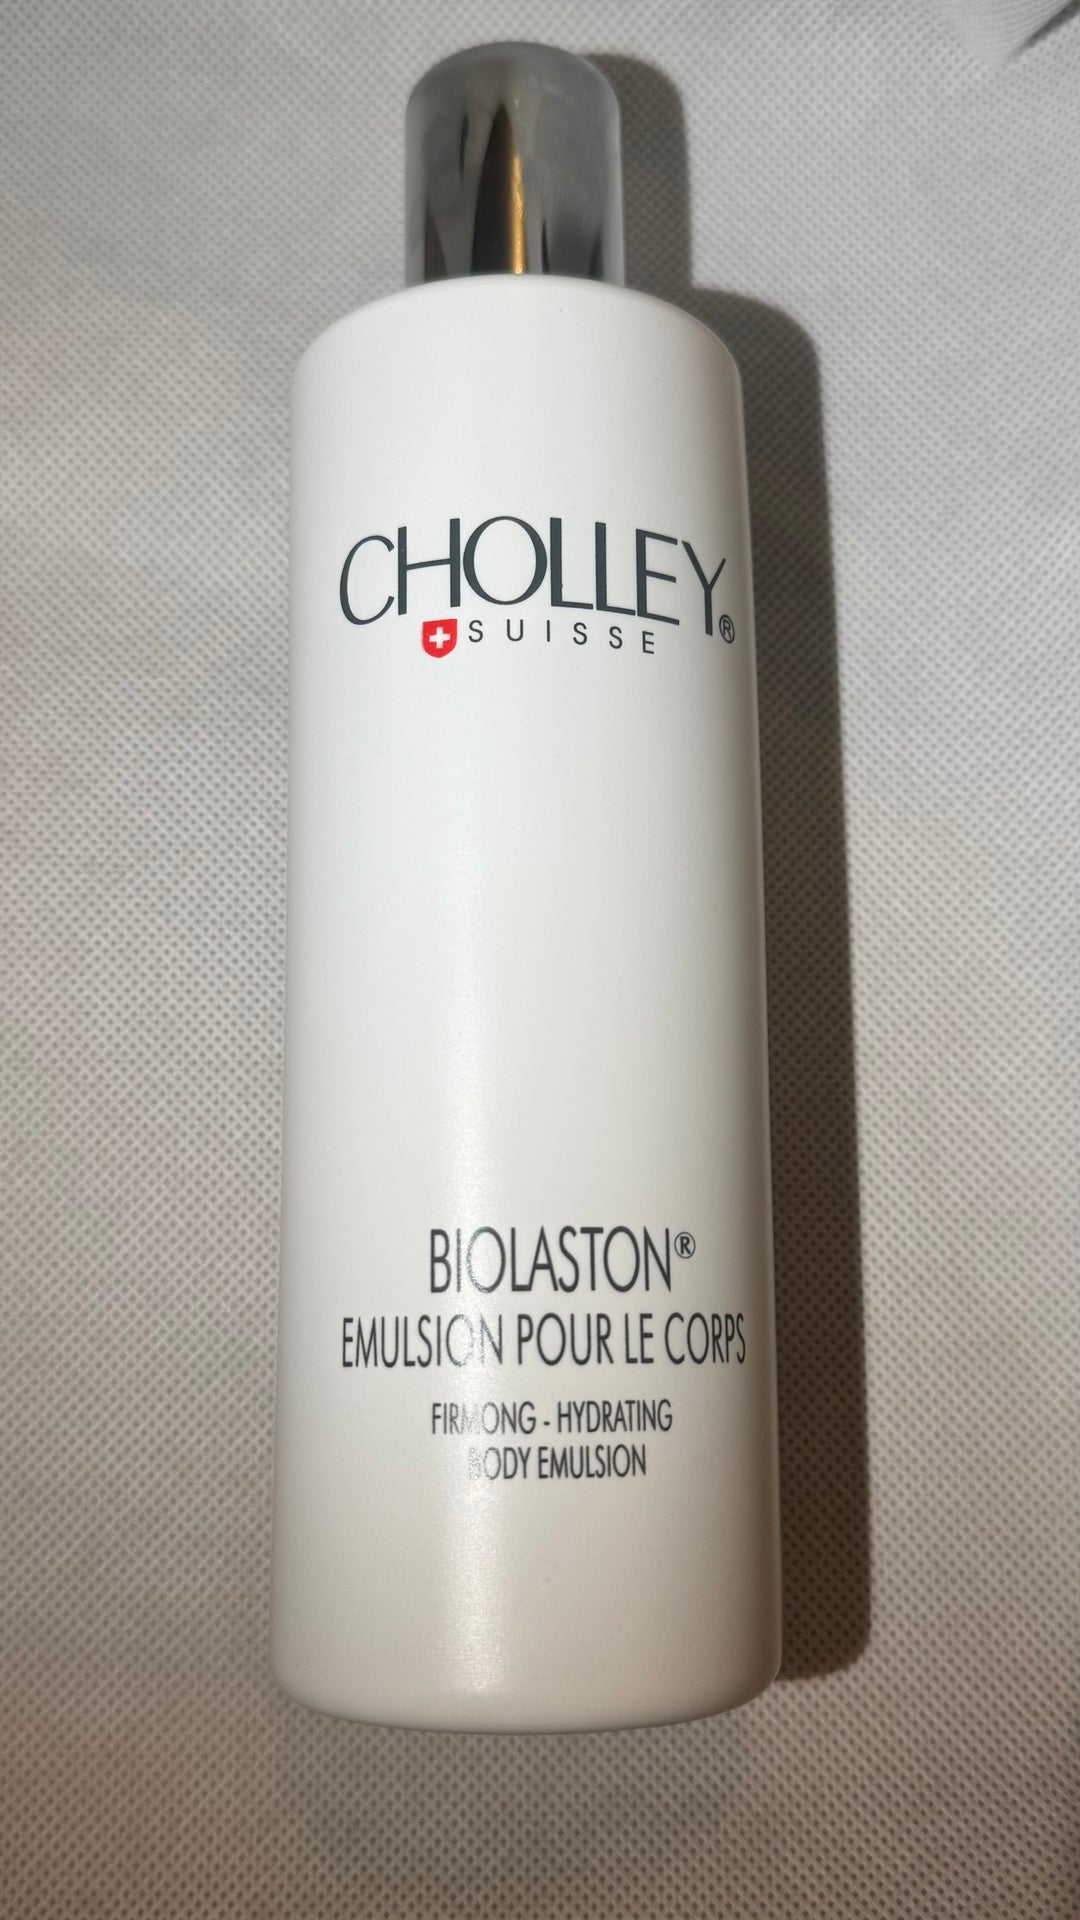 CHOLLEY®
SUISSE
BIOLASTON®
EMULSION POUR LE CORPS
FIRMONG - HYDRATING
BODY EMULSION